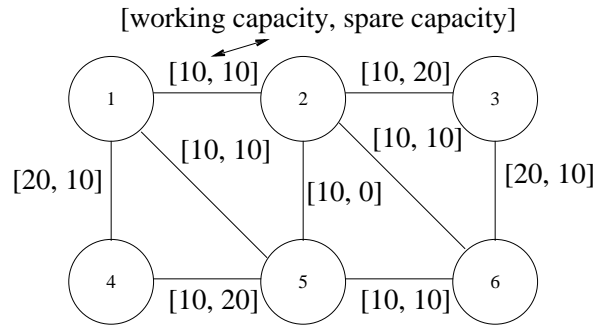 [working capacity, spare capacity]
[10, 10] [10, 20]
1 2 3
[10, 10] [10, 10]
[20, 10] [10, 0] [20, 10]
4 5 6
[10, 20] [10, 10]